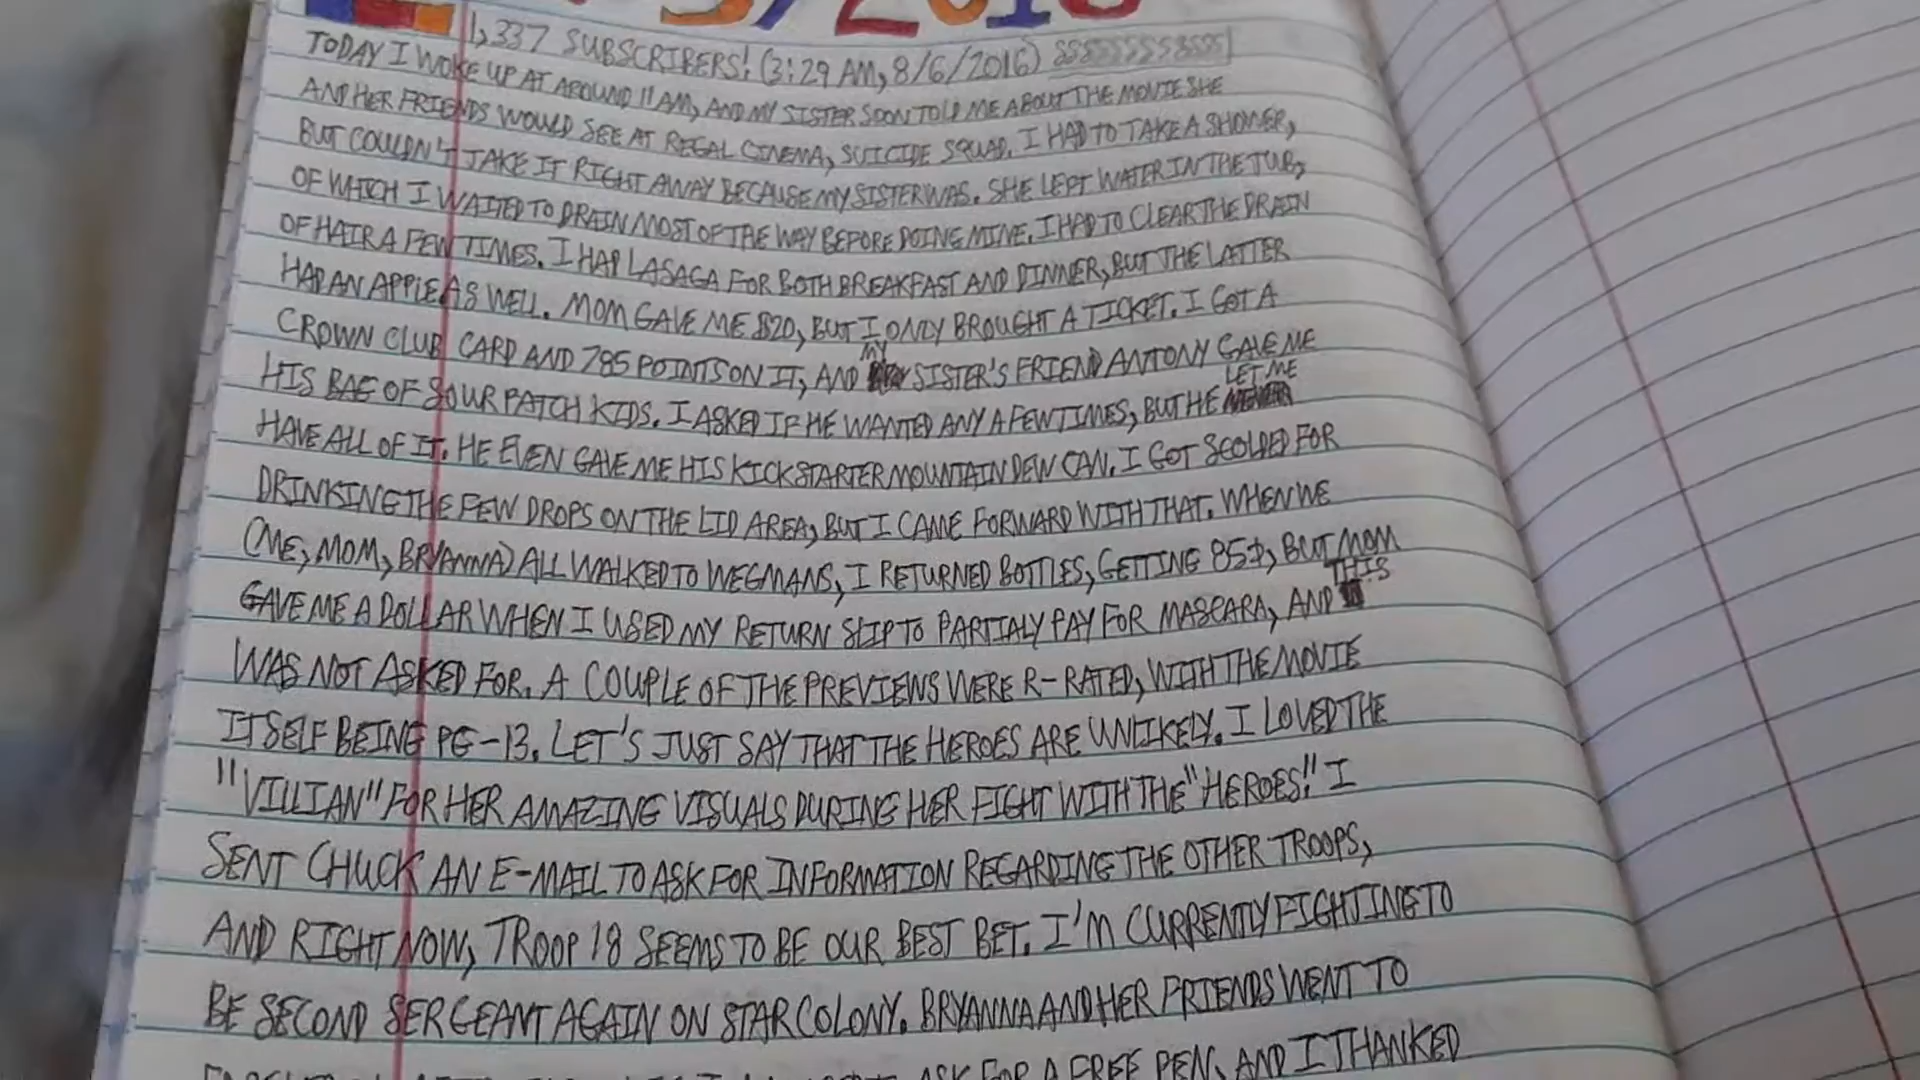 5/2016
1,337 SUBSCRIBERS! (3:29 AM, 8/6/2016)
TODAY I WOKE UP AT AROUND 11 AM, AND MY SISTER SOON TOLD ME ABOUT THE MOVIE SHE
AND HER FRIENDS WOULD SEE AT REGAL CINEMA, SUICIDE SQUAD. I HAD TO TAKE A SHOWER,
BUT COULDN'T TAKE IT RIGHT AWAY BECAUSE MY SISTER WAS. SHE LEFT WATER IN THE TUB,
OF WHICH I WAITED TO DRAIN MOST OF THE WAY BEFORE DOING MINE. I HAD TO CLEAR THE DRAIN
OF HAIR A FEW TIMES. I HAD LASAGA FOR BOTH BREAKFAST AND DINNER, BUT THE LATTER
HAD AN APPLE AS WELL. MOM GAVE ME $20, BUT I ONLY BROUGHT A TICKET. I GOT A
CROWN CLUB CARD AND 785 POINTS ON IT, AND MY SISTER'S FRIEND ANTONY GAVE ME
HIS BAG OF SOUR PATCH KIDS. I ASKED IF HE WANTED ANY A FEW TIMES, BUT HE LET ME
HAVE ALL OF IT. HE EVEN GAVE ME HIS KICKSTARTER MOUNTAIN DEW CAN. I GOT SCOLDED FOR
DRINKING THE FEW DROPS ON THE LID AREA, BUT I CAME FORWARD WITH THAT. WHEN WE
(ME, MOM, BRYANNA) ALL WALKED TO WEGMANS, I RETURNED BOTTLES, GETTING 85¢, BUT MOM
GAVE ME A DOLLAR WHEN I USED MY RETURN SLIP TO PARTIALY PAY FOR MASCARA, AND THIS
WAS NOT ASKED FOR. A COUPLE OF THE PREVIEWS WERE R-RATED, WITH THE MOVIE
ITSELF BEING PG-13. LET'S JUST SAY THAT THE HEROES ARE UNLIKELY. I LOVED THE
"VILLIAN" FOR HER AMAZING VISUALS DURING HER FIGHT WITH THE "HEROES." I
SENT CHUCK AN E-MAIL TO ASK FOR INFORMATION REGARDING THE OTHER TROOPS,
AND RIGHT NOW, TROOP 18 SEEMS TO BE OUR BEST BET. I'M CURRENTLY FIGHTING TO
BE SECOND SERGEANT AGAIN ON STAR COLONY. BRYANNA AND HER FRIENDS WENT TO
ASK FOR A FREE PEN, AND I THANKED